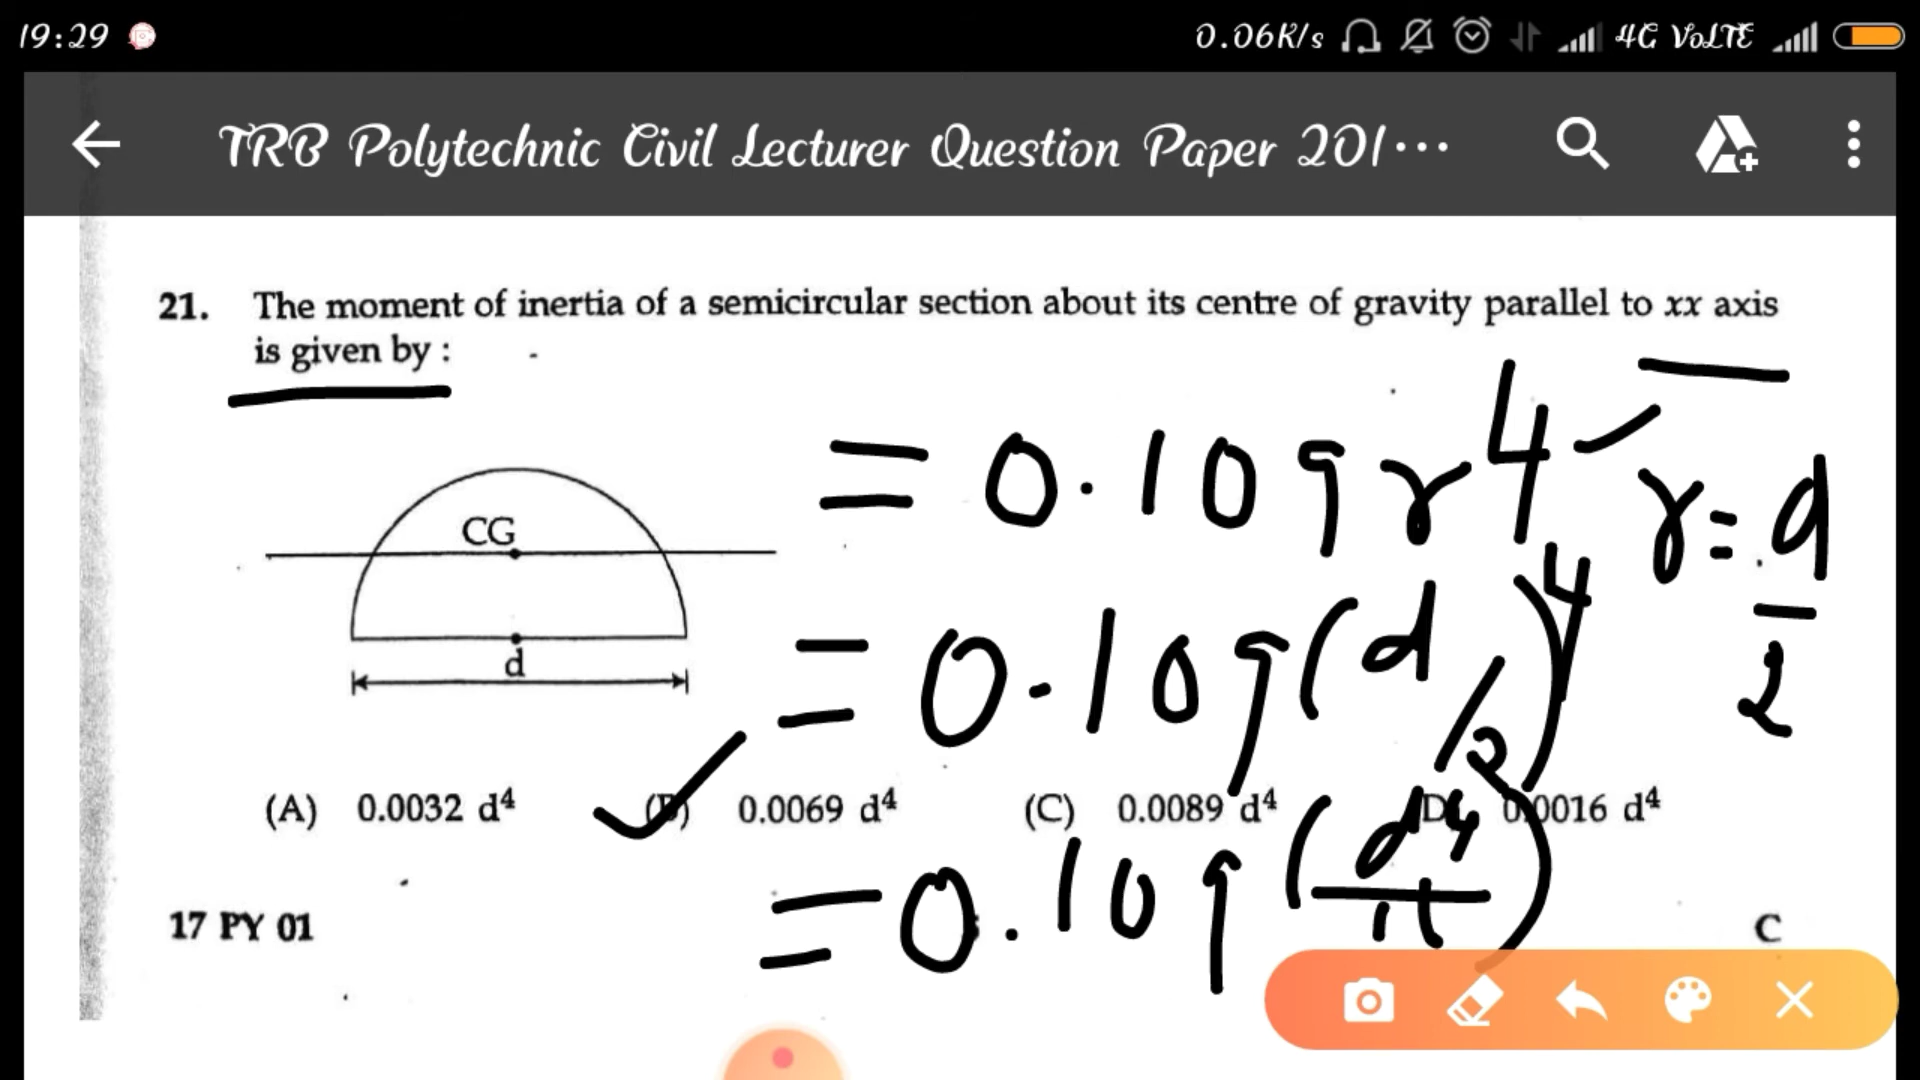 19:29 0.06K/s 4G VoLTE
TRB Polytechnic Civil Lecturer Question Paper 201...
21. The moment of inertia of a semicircular section about its centre of gravity parallel to xx axis
is given by :
= 0.109 r⁴
r = d/2
CG
= 0.109 (d/2)⁴
d
(A) 0.0032 d⁴ (B) 0.0069 d⁴ (C) 0.0089 d⁴ (D) 0.0016 d⁴
= 0.109 (d⁴/16)
17 PY 01 C